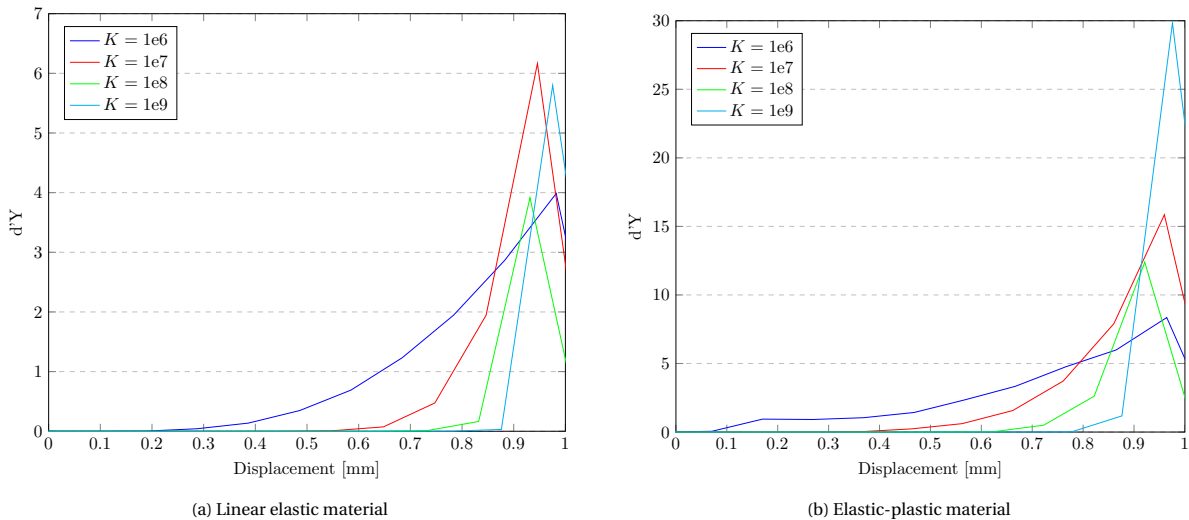 7
6
5
4
3
2
1
0
d'Y
K = 1e6
K = 1e7
K = 1e8
K = 1e9
0 0.1 0.2 0.3 0.4 0.5 0.6 0.7 0.8 0.9 1
Displacement [mm]
(a) Linear elastic material
30
25
20
15
10
5
0
d'Y
K = 1e6
K = 1e7
K = 1e8
K = 1e9
0 0.1 0.2 0.3 0.4 0.5 0.6 0.7 0.8 0.9 1
Displacement [mm]
(b) Elastic-plastic material